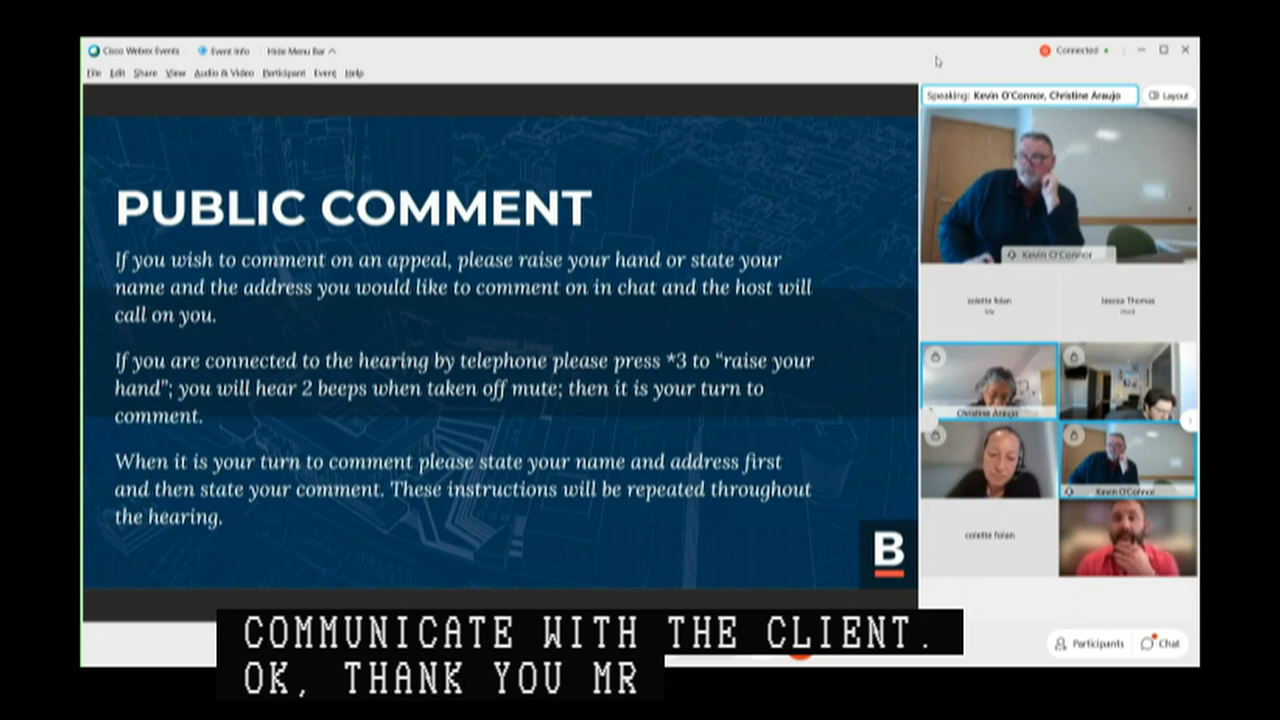 Cisco Webex Events Event Info Hide Menu Bar
Connected
File Edit Share View Audio & Video Participant Event Help
Speaking: Kevin O'Connor, Christine Araujo
Layout
PUBLIC COMMENT
If you wish to comment on an appeal, please raise your hand or state your
name and the address you would like to comment on in chat and the host will
call on you.
If you are connected to the hearing by telephone please press *3 to “raise your
hand”; you will hear 2 beeps when taken off mute; then it is your turn to
comment.
When it is your turn to comment please state your name and address first
and then state your comment. These instructions will be repeated throughout
the hearing.
B
Kevin O'Connor
colette folan
Me
Jessica Thomas
Host
Christine Araujo
Kevin O'Connor
colette folan
Participants
Chat
COMMUNICATE WITH THE CLIENT.
OK, THANK YOU MR